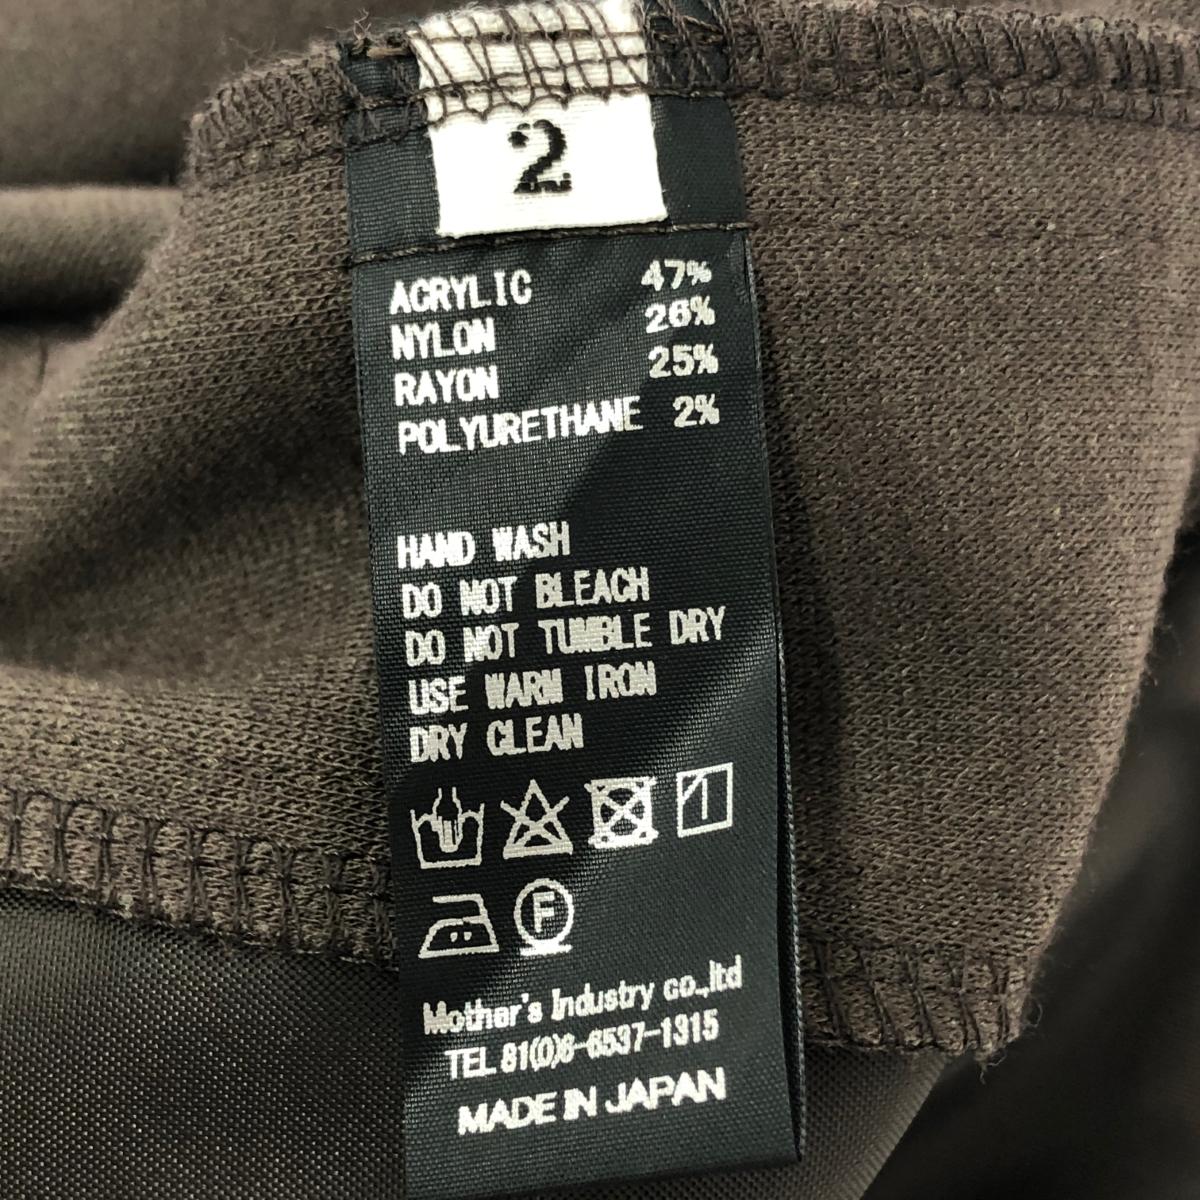 2
ACRYLIC 47%
NYLON 26%
RAYON 25%
POLYURETHANE 2%
HAND WASH
DO NOT BLEACH
DO NOT TUMBLE DRY
USE WARM IRON
DRY CLEAN
F
Mother's Industry co.,ltd
TEL 81(0)6-6537-1315
MADE IN JAPAN